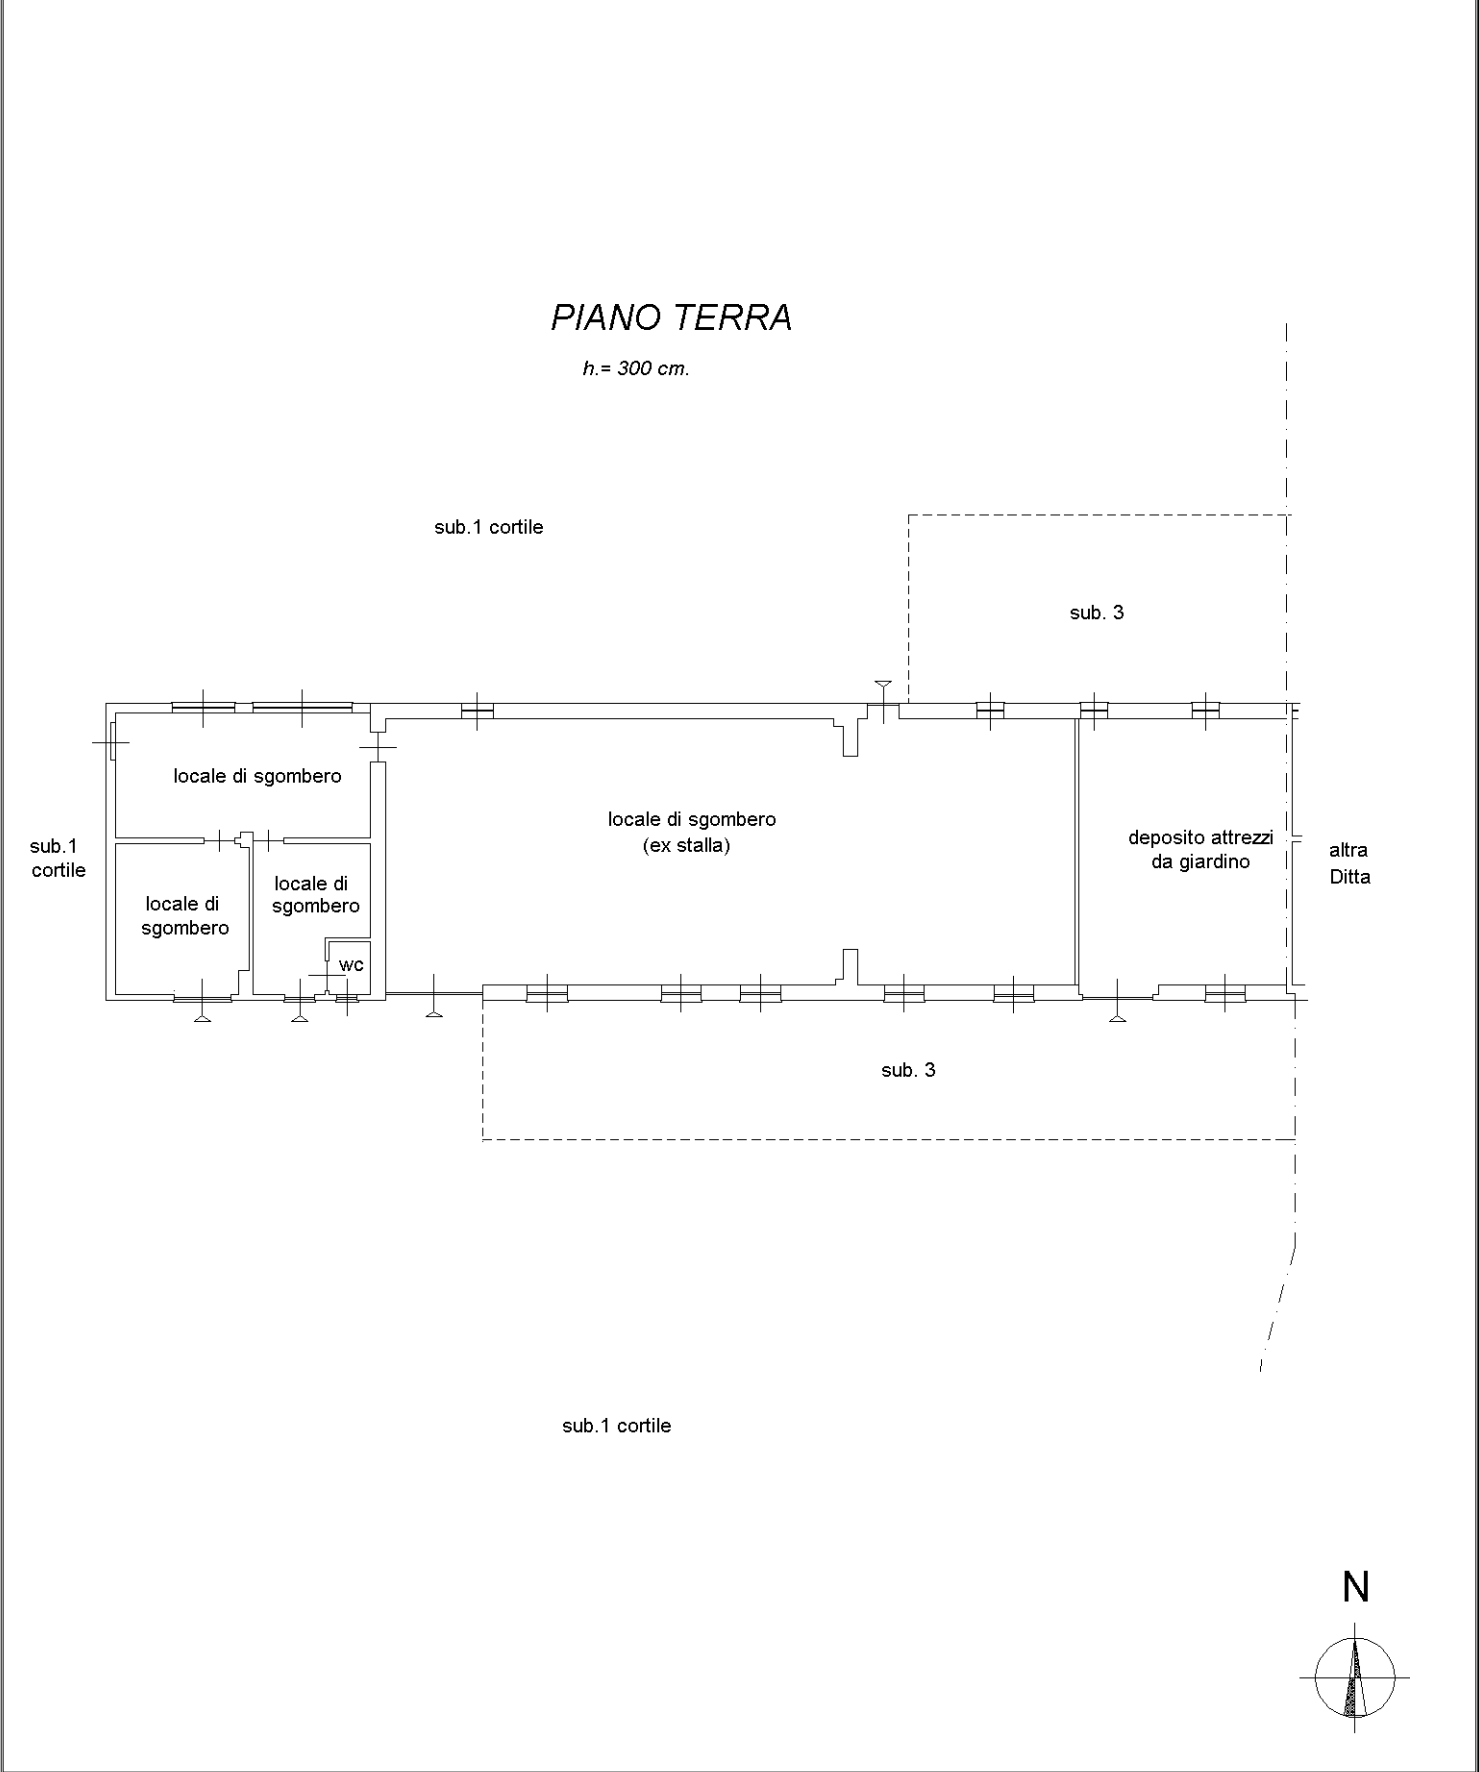 PIANO TERRA
h.= 300 cm.
sub.1 cortile
sub. 3
locale di sgombero
locale di sgombero
(ex stalla)
deposito attrezzi
da giardino
sub.1
cortile
altra
Ditta
locale di
sgombero
locale di
sgombero
wc
sub. 3
sub.1 cortile
N